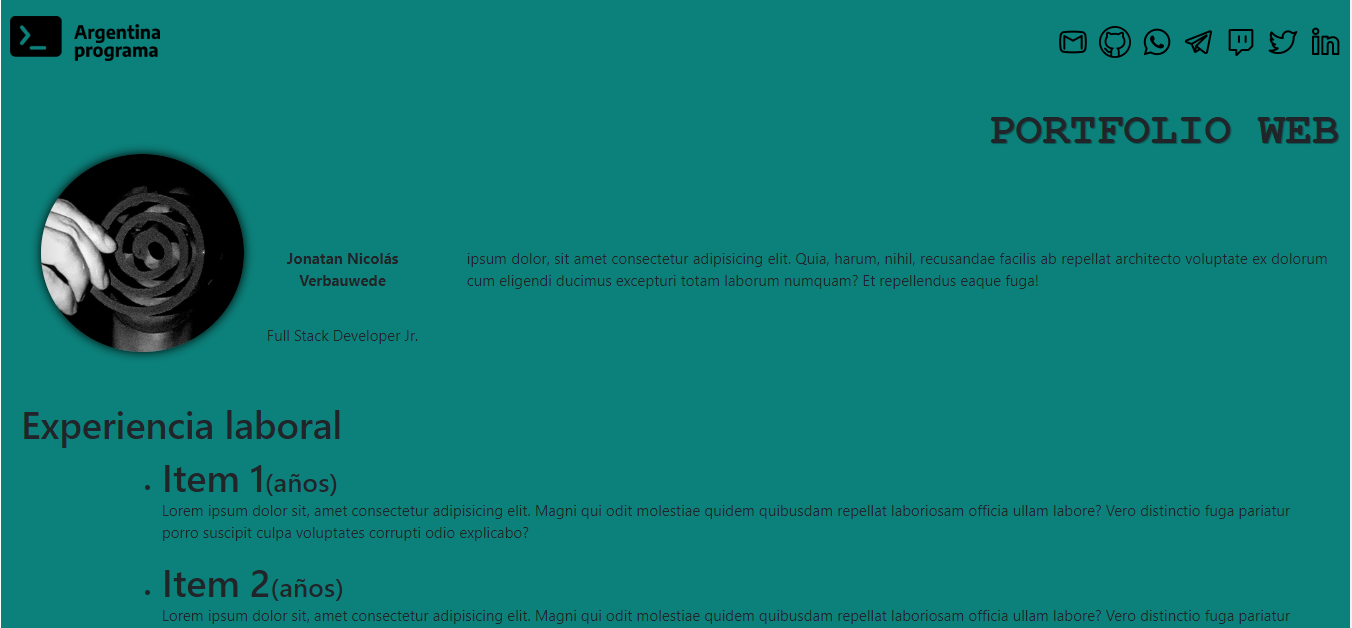 Argentina
programa
PORTFOLIO WEB
Jonatan Nicolás
Verbauwede
Full Stack Developer Jr.
ipsum dolor, sit amet consectetur adipisicing elit. Quia, harum, nihil, recusandae facilis ab repellat architecto voluptate ex dolorum
cum eligendi ducimus excepturi totam laborum numquam? Et repellendus eaque fuga!
Experiencia laboral
Item 1(años)
Lorem ipsum dolor sit, amet consectetur adipisicing elit. Magni qui odit molestiae quidem quibusdam repellat laboriosam officia ullam labore? Vero distinctio fuga pariatur
porro suscipit culpa voluptates corrupti odio explicabo?
Item 2(años)
Lorem ipsum dolor sit, amet consectetur adipisicing elit. Magni qui odit molestiae quidem quibusdam repellat laboriosam officia ullam labore? Vero distinctio fuga pariatur